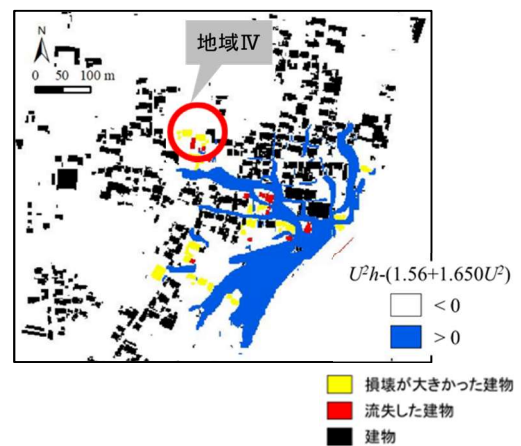 地域Ⅳ
N
0 50 100 m
U²h-(1.56+1.650U²)
< 0
> 0
損壊が大きかった建物
流失した建物
建物